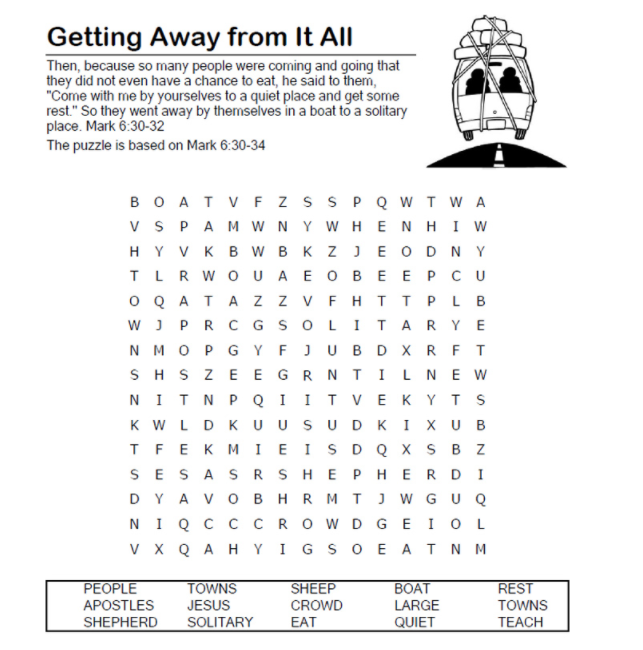 Getting Away from It All
Then, because so many people were coming and going that
they did not even have a chance to eat, he said to them,
"Come with me by yourselves to a quiet place and get some
rest." So they went away by themselves in a boat to a solitary
place. Mark 6:30-32
The puzzle is based on Mark 6:30-34
B O A T V F Z S S P Q W T W A
V S P A M W N Y W H E N H I W
H Y V K B W B K Z J E O D N Y
T L R W O U A E O B E E P C U
O Q A T A Z Z V F H T T P L B
W J P R C G S O L I T A R Y E
N M O P G Y F J U B D X R F T
S H S Z E E G R N T I L N E W
N I T N P Q I I T V E K Y T S
K W L D K U U S U D K I X U B
T F E K M I E I S D Q X S B Z
S E S A S R S H E P H E R D I
D Y A V O B H R M T J W G U Q
N I Q C C C R O W D G E I O L
V X Q A H Y I G S O E A T N M
PEOPLE TOWNS SHEEP BOAT REST
APOSTLES JESUS CROWD LARGE TOWNS
SHEPHERD SOLITARY EAT QUIET TEACH